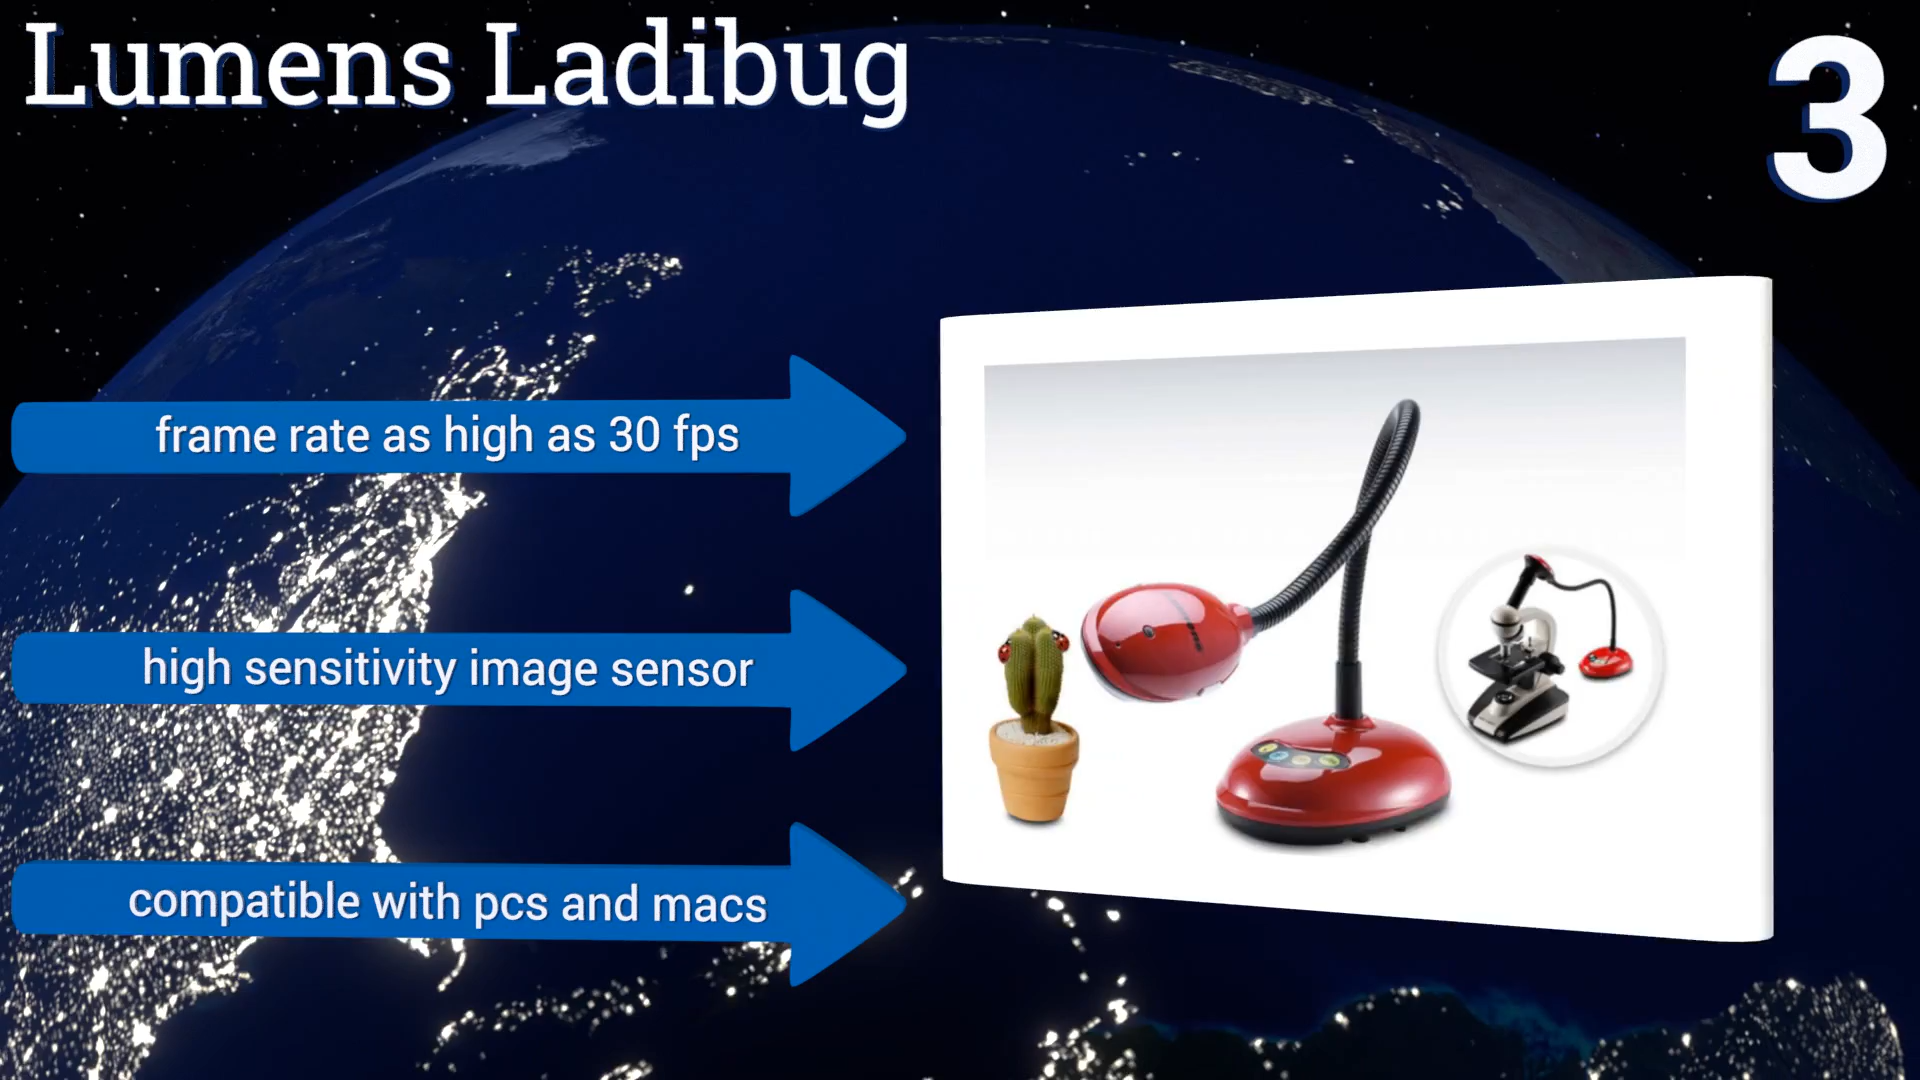 Lumens Ladibug
3
frame rate as high as 30 fps
high sensitivity image sensor
compatible with pcs and macs